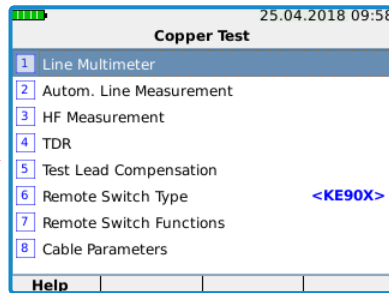 25.04.2018 09:58
Copper Test
1 Line Multimeter
2 Autom. Line Measurement
3 HF Measurement
4 TDR
5 Test Lead Compensation
6 Remote Switch Type <KE90X>
7 Remote Switch Functions
8 Cable Parameters
Help